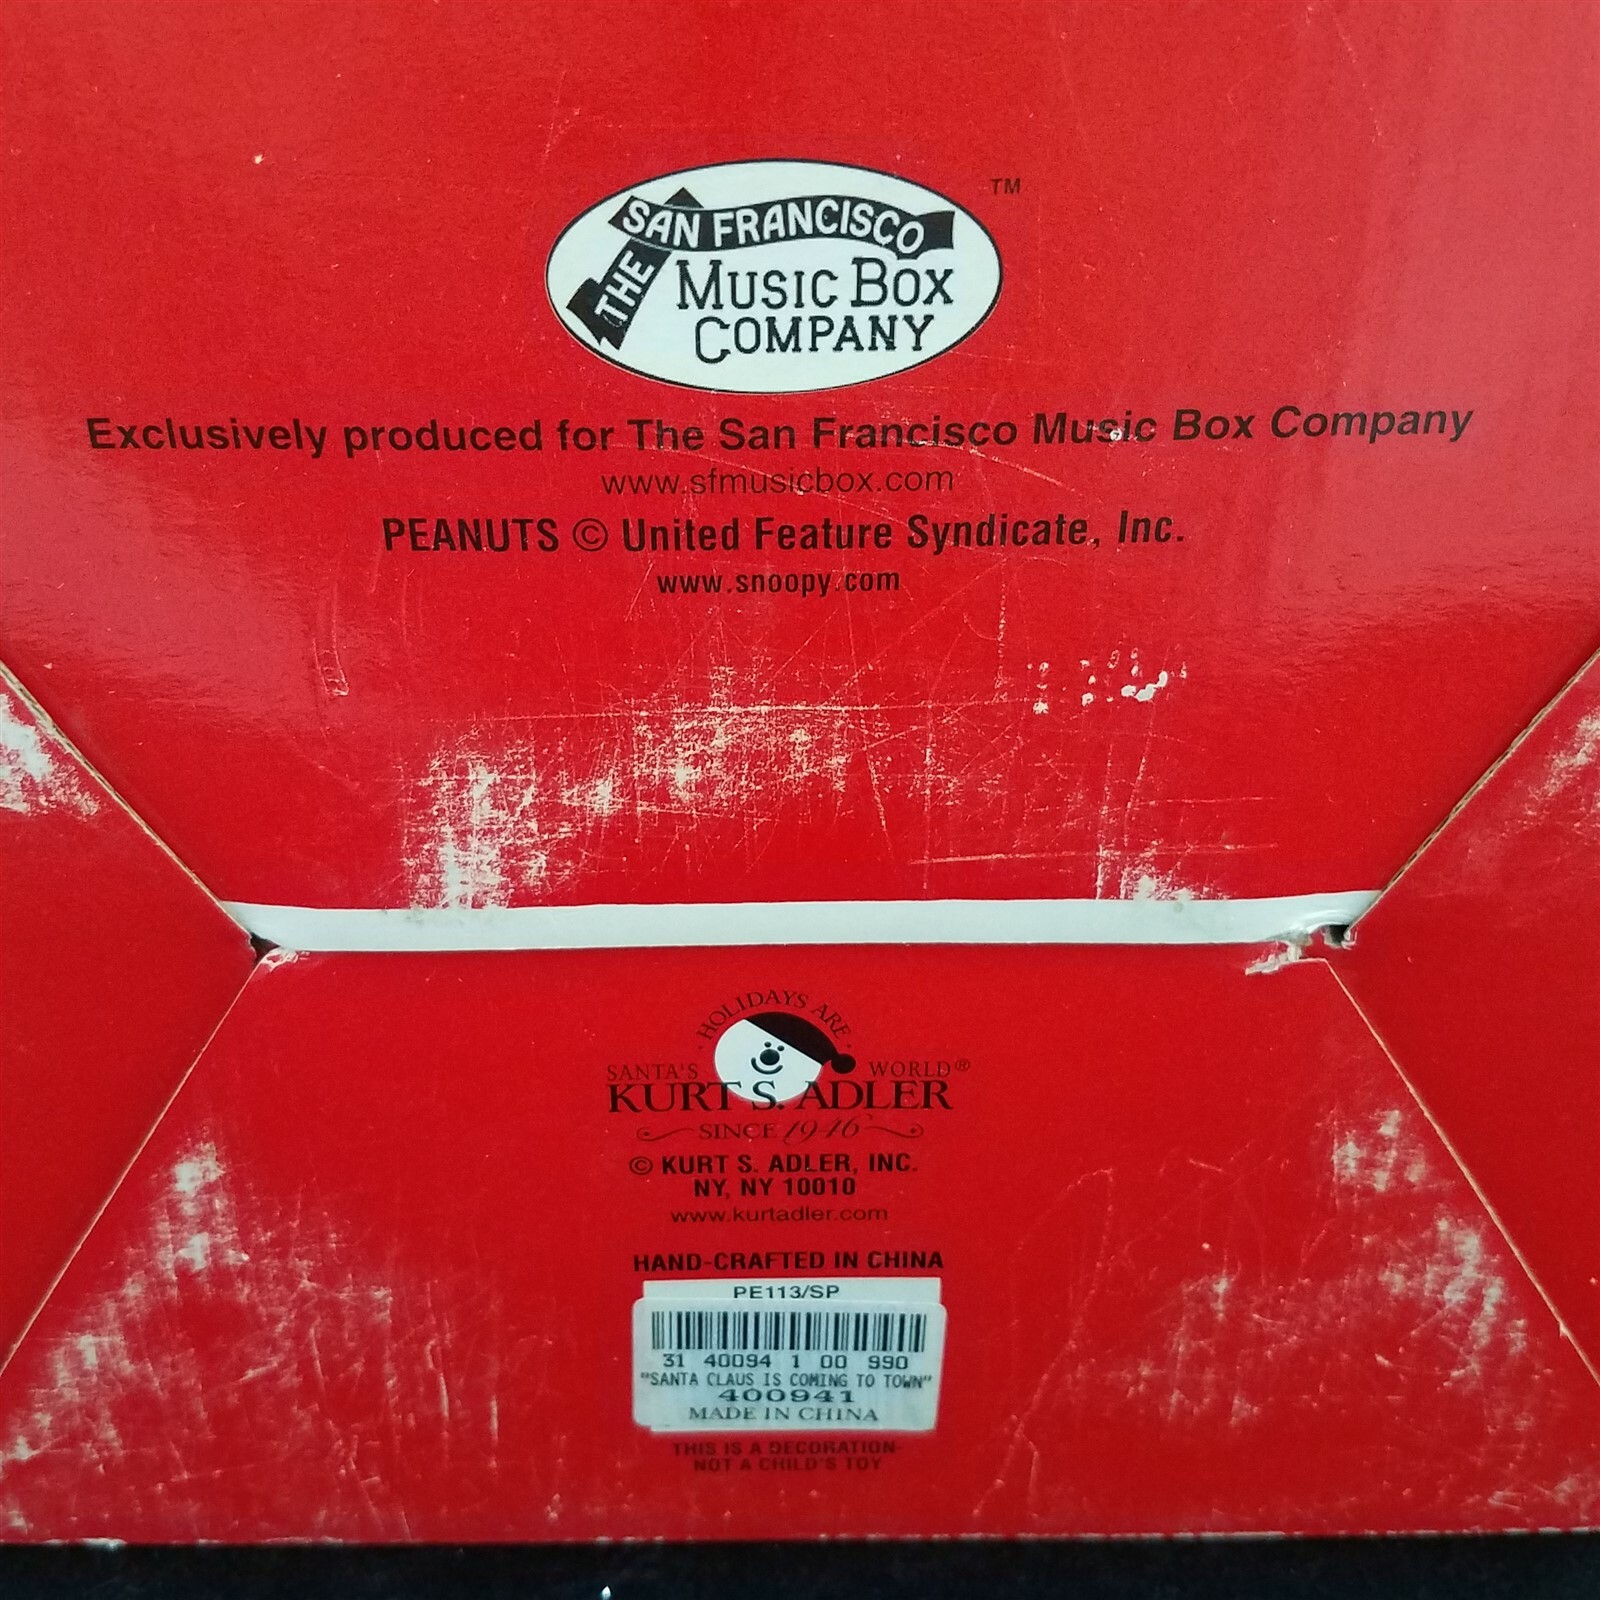 THE SAN FRANCISCO
MUSIC BOX
COMPANY
TM
Exclusively produced for The San Francisco Music Box Company
www.sfmusicbox.com
PEANUTS © United Feature Syndicate, Inc.
www.snoopy.com
· HOLIDAYS ARE ·
SANTA'S WORLD®
KURT S. ADLER
SINCE 1946
© KURT S. ADLER, INC.
NY, NY 10010
www.kurtadler.com
HAND-CRAFTED IN CHINA
PE113/SP
31 40094 1 00 990
"SANTA CLAUS IS COMING TO TOWN"
400941
MADE IN CHINA
THIS IS A DECORATION-
NOT A CHILD'S TOY